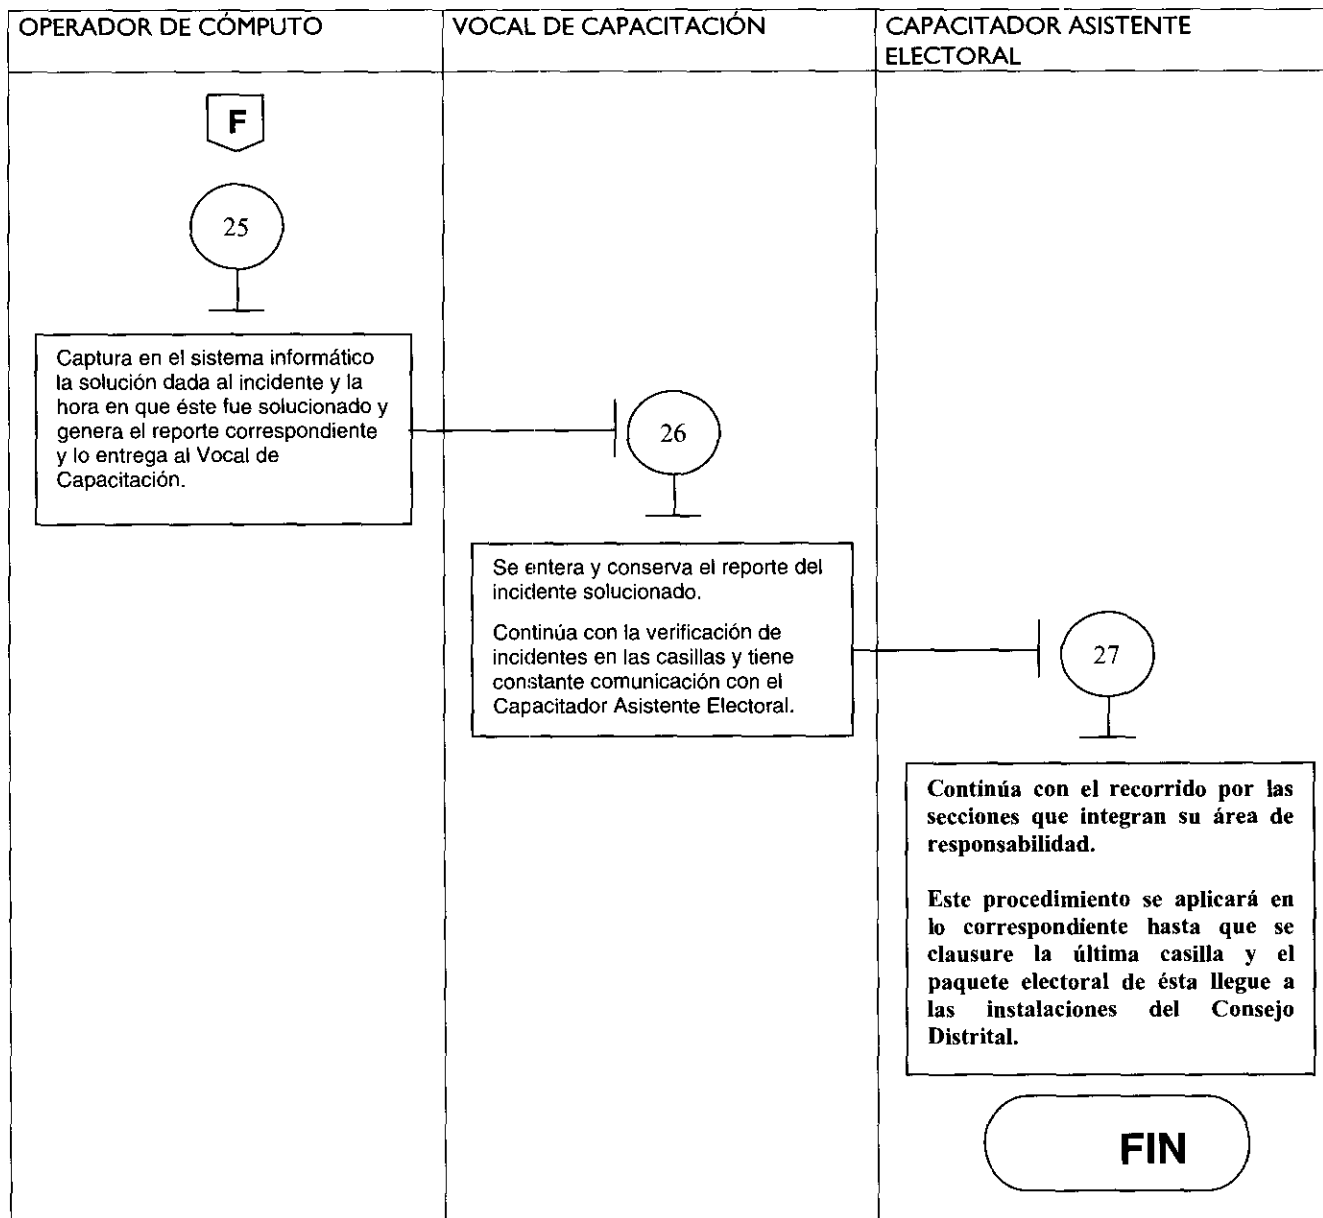 OPERADOR DE CÓMPUTO
VOCAL DE CAPACITACIÓN
CAPACITADOR ASISTENTE
ELECTORAL
F
25
Captura en el sistema informático
la solución dada al incidente y la
hora en que éste fue solucionado y
genera el reporte correspondiente
y lo entrega al Vocal de
Capacitación.
26
Se entera y conserva el reporte del
incidente solucionado.
Continúa con la verificación de
incidentes en las casillas y tiene
constante comunicación con el
Capacitador Asistente Electoral.
27
Continúa con el recorrido por las
secciones que integran su área de
responsabilidad.
Este procedimiento se aplicará en
lo correspondiente hasta que se
clausure la última casilla y el
paquete electoral de ésta llegue a
las instalaciones del Consejo
Distrital.
FIN